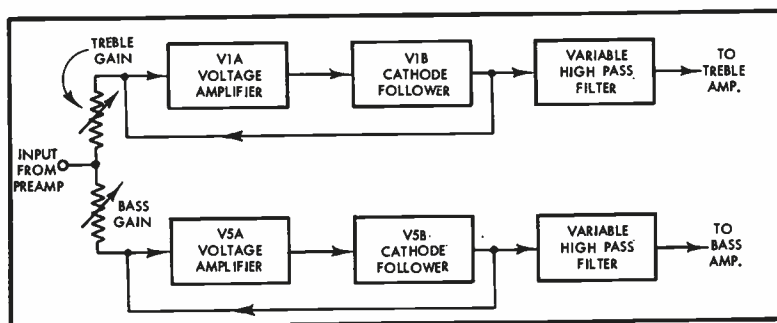 TREBLE
GAIN
V1A
VOLTAGE
AMPLIFIER
V1B
CATHODE
FOLLOWER
VARIABLE
HIGH PASS
FILTER
TO
TREBLE
AMP.
INPUT
FROM
PREAMP
BASS
GAIN
V5A
VOLTAGE
AMPLIFIER
V5B
CATHODE
FOLLOWER
VARIABLE
HIGH PASS
FILTER
TO
BASS
AMP.